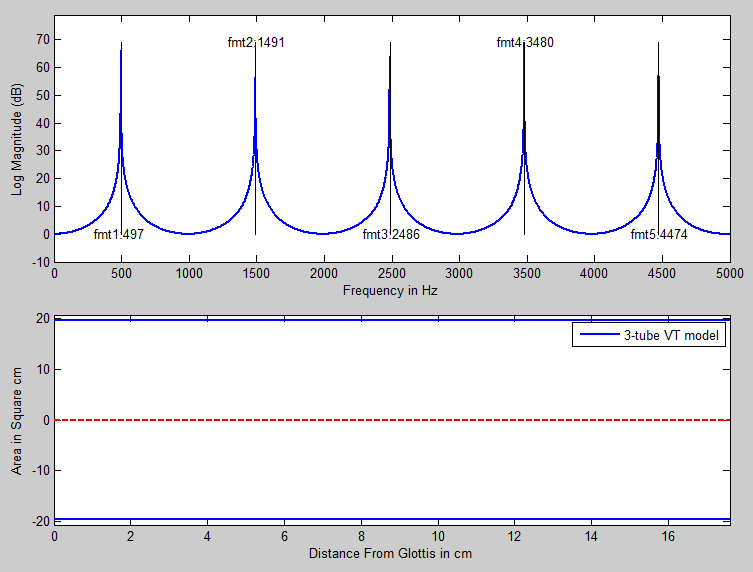 70
60
50
40
30
20
10
0
-10
Log Magnitude (dB)
fmt2:1491
fmt4:3480
fmt1:497
fmt3:2486
fmt5:4474
0 500 1000 1500 2000 2500 3000 3500 4000 4500 5000
Frequency in Hz
20
10
0
-10
-20
Area in Square cm
3-tube VT model
0 2 4 6 8 10 12 14 16
Distance From Glottis in cm